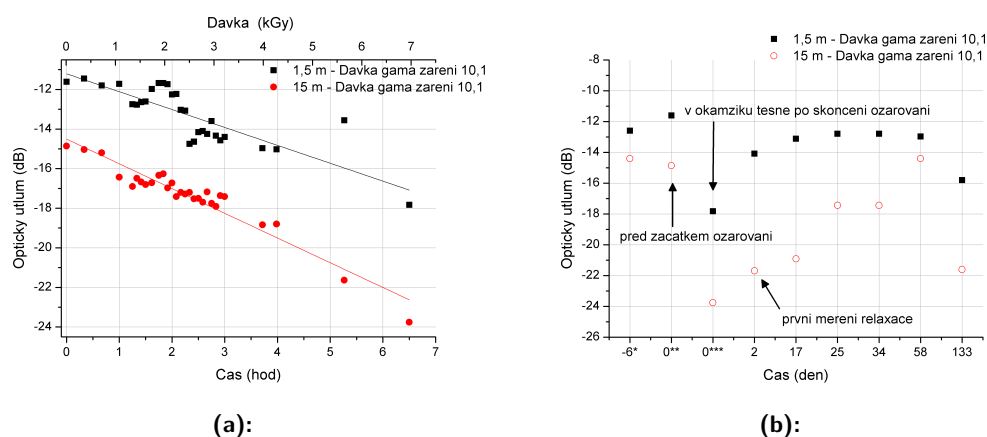 Davka (kGy)
0 1 2 3 4 5 6 7
1,5 m - Davka gama zareni 10,1
15 m - Davka gama zareni 10,1
Opticky utlum (dB)
-12
-14
-16
-18
-20
-22
-24
0 1 2 3 4 5 6 7
Cas (hod)
(a):
1,5 m - Davka gama zareni 10,1
15 m - Davka gama zareni 10,1
Opticky utlum (dB)
-8
-10
-12
-14
-16
-18
-20
-22
-24
-26
v okamziku tesne po skonceni ozarovani
pred zacatkem ozarovani
prvni mereni relaxace
-6* 0** 0*** 2 17 25 34 58 133
Cas (den)
(b):